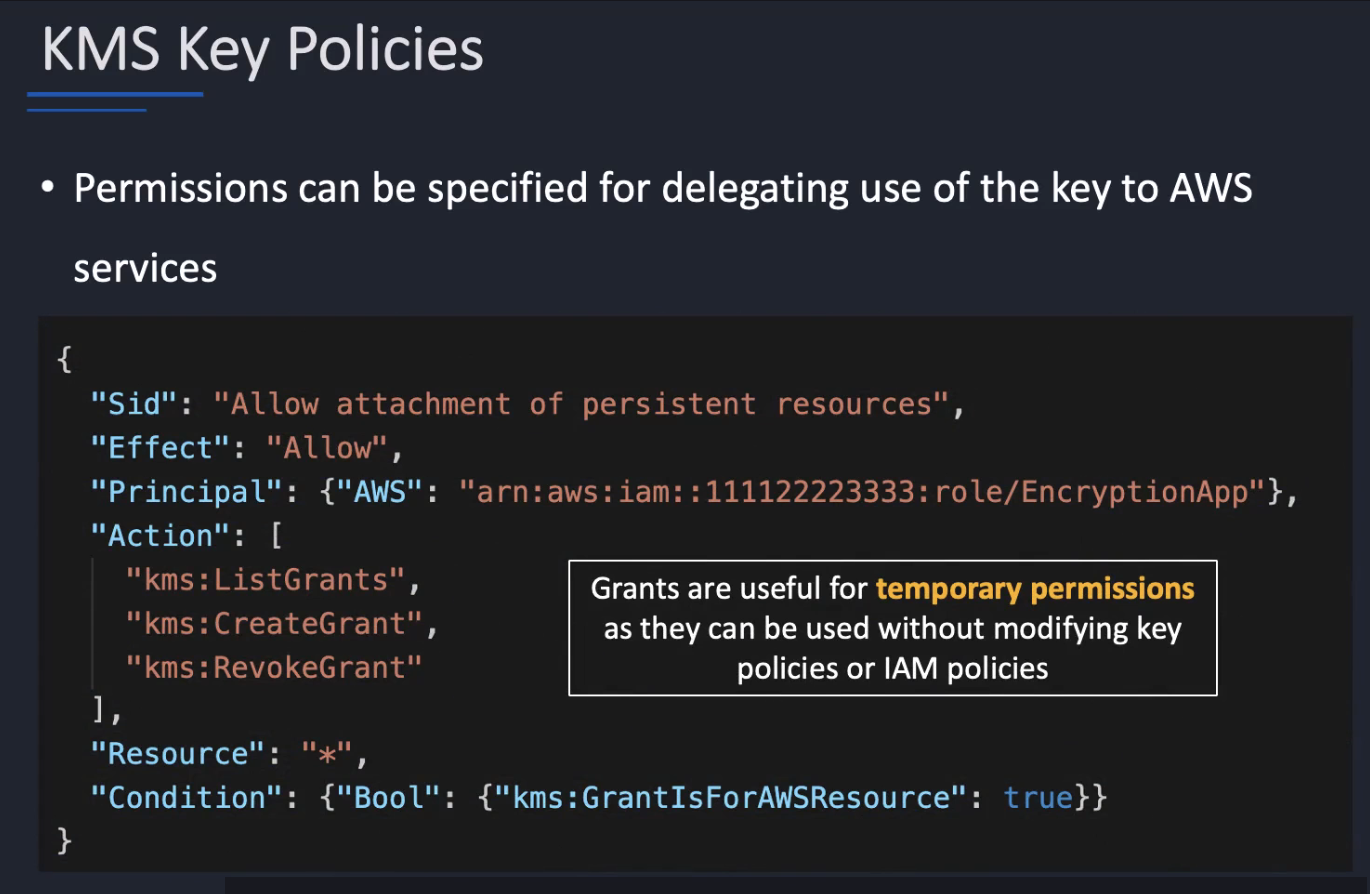 KMS Key Policies
• Permissions can be specified for delegating use of the key to AWS
services
{
"Sid": "Allow attachment of persistent resources",
"Effect": "Allow",
"Principal": {"AWS": "arn:aws:iam::111122223333:role/EncryptionApp"},
"Action": [
"kms:ListGrants",
"kms:CreateGrant",
"kms:RevokeGrant"
],
"Resource": "*",
"Condition": {"Bool": {"kms:GrantIsForAWSResource": true}}
}
Grants are useful for temporary permissions
as they can be used without modifying key
policies or IAM policies